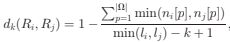 $$d_k(R_i, R_j) = 1 - \frac{\sum_{p=1}^{|\Omega|} \min(n_i[p], n_j[p])}{\min(l_i, l_j) - k + 1},$$